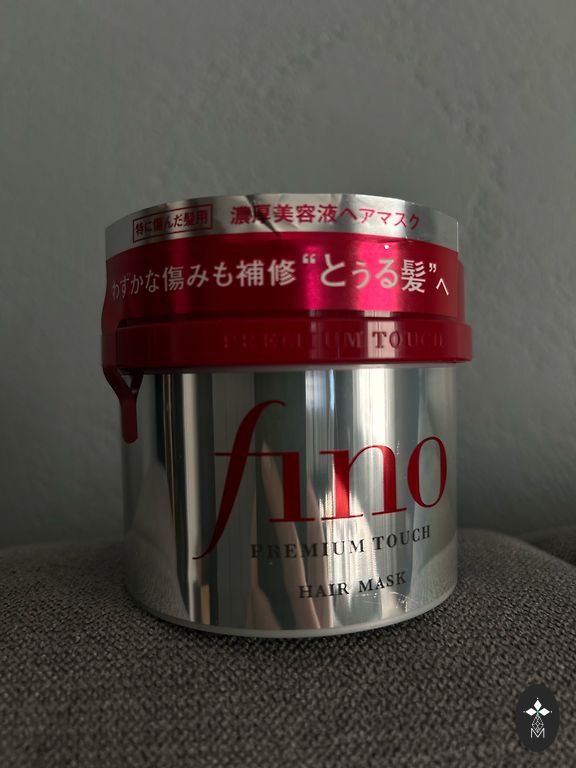 特に傷んだ髪用 濃厚美容液ヘアマスク
わずかな傷みも補修“とぅるる髪”へ
PREMIUM TOUCH
fino
PREMIUM TOUCH
HAIR MASK
M